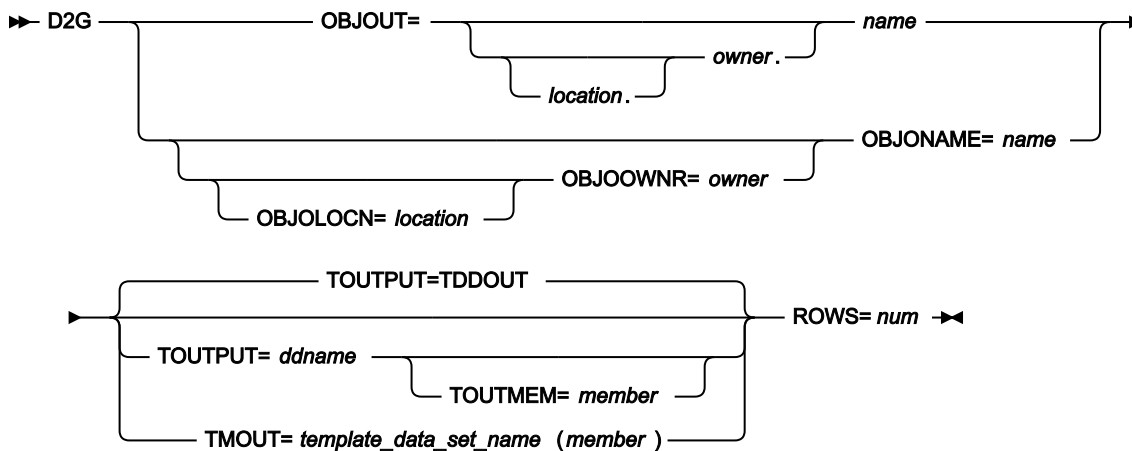 D2G OBJOUT= name
owner.
location.
OBJONAME= name
OBJOOWNR= owner
OBJOLOCN= location
TOUTPUT=TDDOUT
ROWS= num
TOUTPUT= ddname
TOUTMEM= member
TMOUT= template_data_set_name (member )